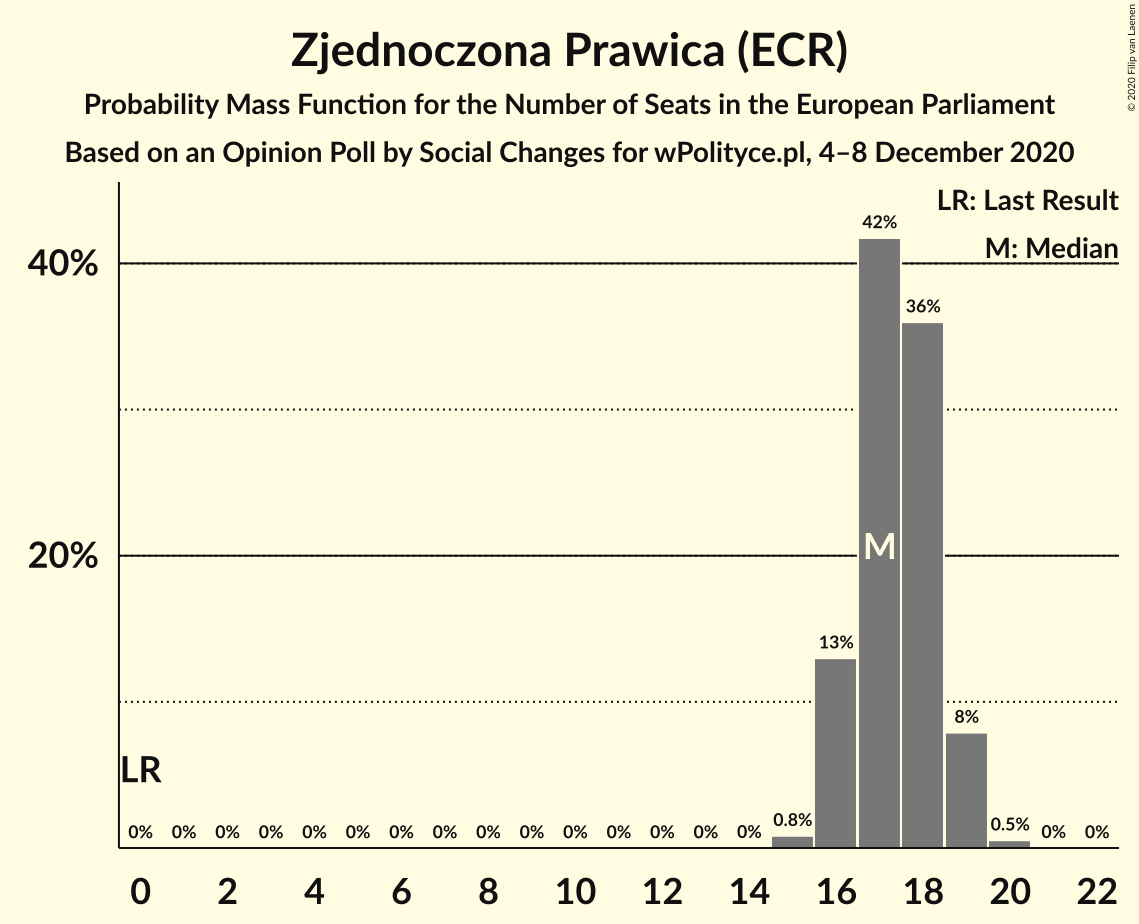 Zjednoczona Prawica (ECR)
Probability Mass Function for the Number of Seats in the European Parliament
Based on an Opinion Poll by Social Changes for wPolityce.pl, 4–8 December 2020
© 2020 Filip van Laenen
LR: Last Result
M: Median
40%
20%
42%
36%
M
13%
8%
LR
0% 0% 0% 0% 0% 0% 0% 0% 0% 0% 0% 0% 0% 0% 0% 0.8% 0.5% 0% 0%
0 2 4 6 8 10 12 14 16 18 20 22